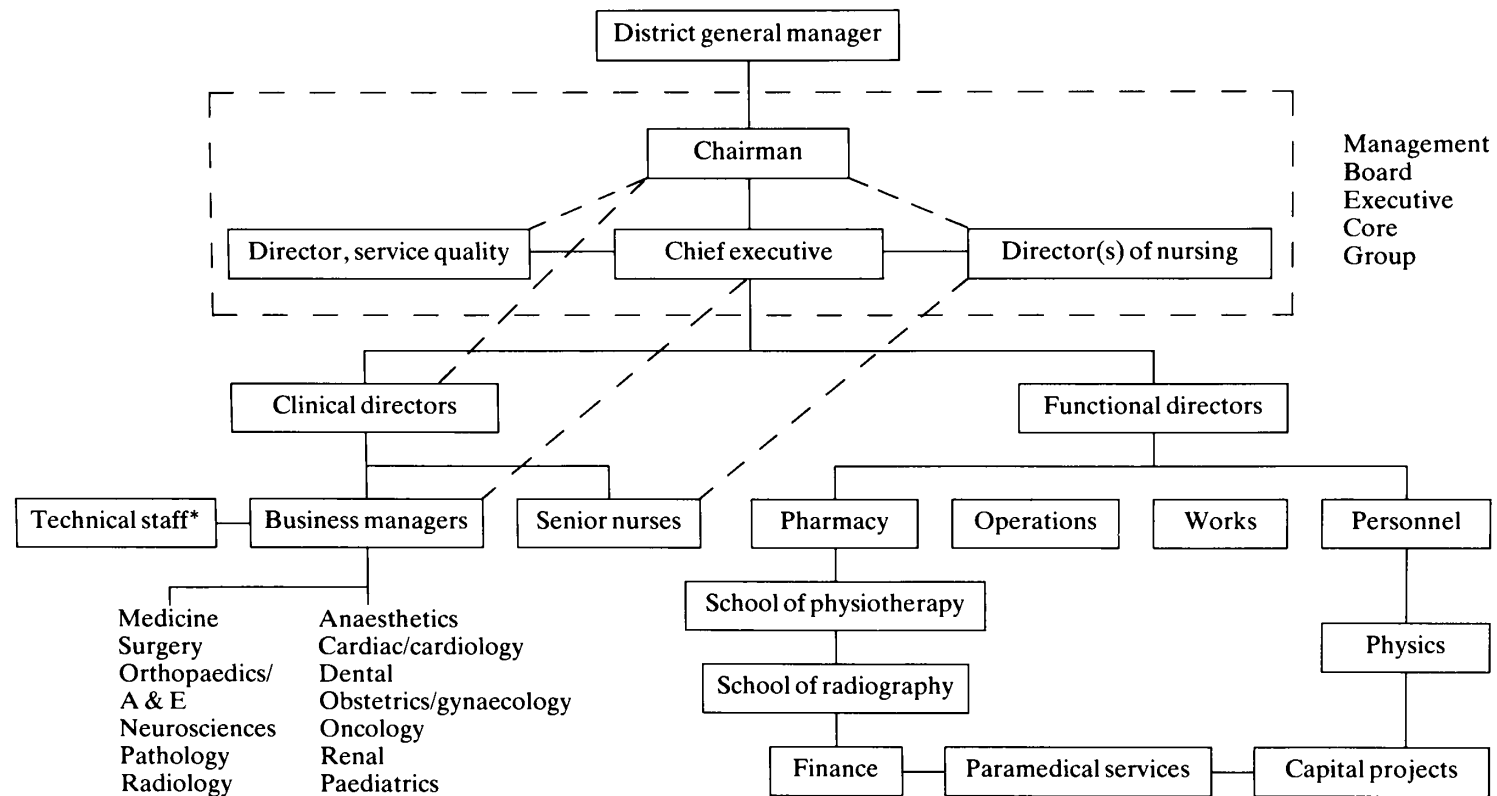 District general manager
Chairman
Management
Board
Executive
Core
Group
Director, service quality
Chief executive
Director(s) of nursing
Clinical directors
Functional directors
Technical staff*
Business managers
Senior nurses
Pharmacy
Operations
Works
Personnel
School of physiotherapy
Physics
School of radiography
Finance
Paramedical services
Capital projects
Medicine
Surgery
Orthopaedics/
A & E
Neurosciences
Pathology
Radiology
Anaesthetics
Cardiac/cardiology
Dental
Obstetrics/gynaecology
Oncology
Renal
Paediatrics